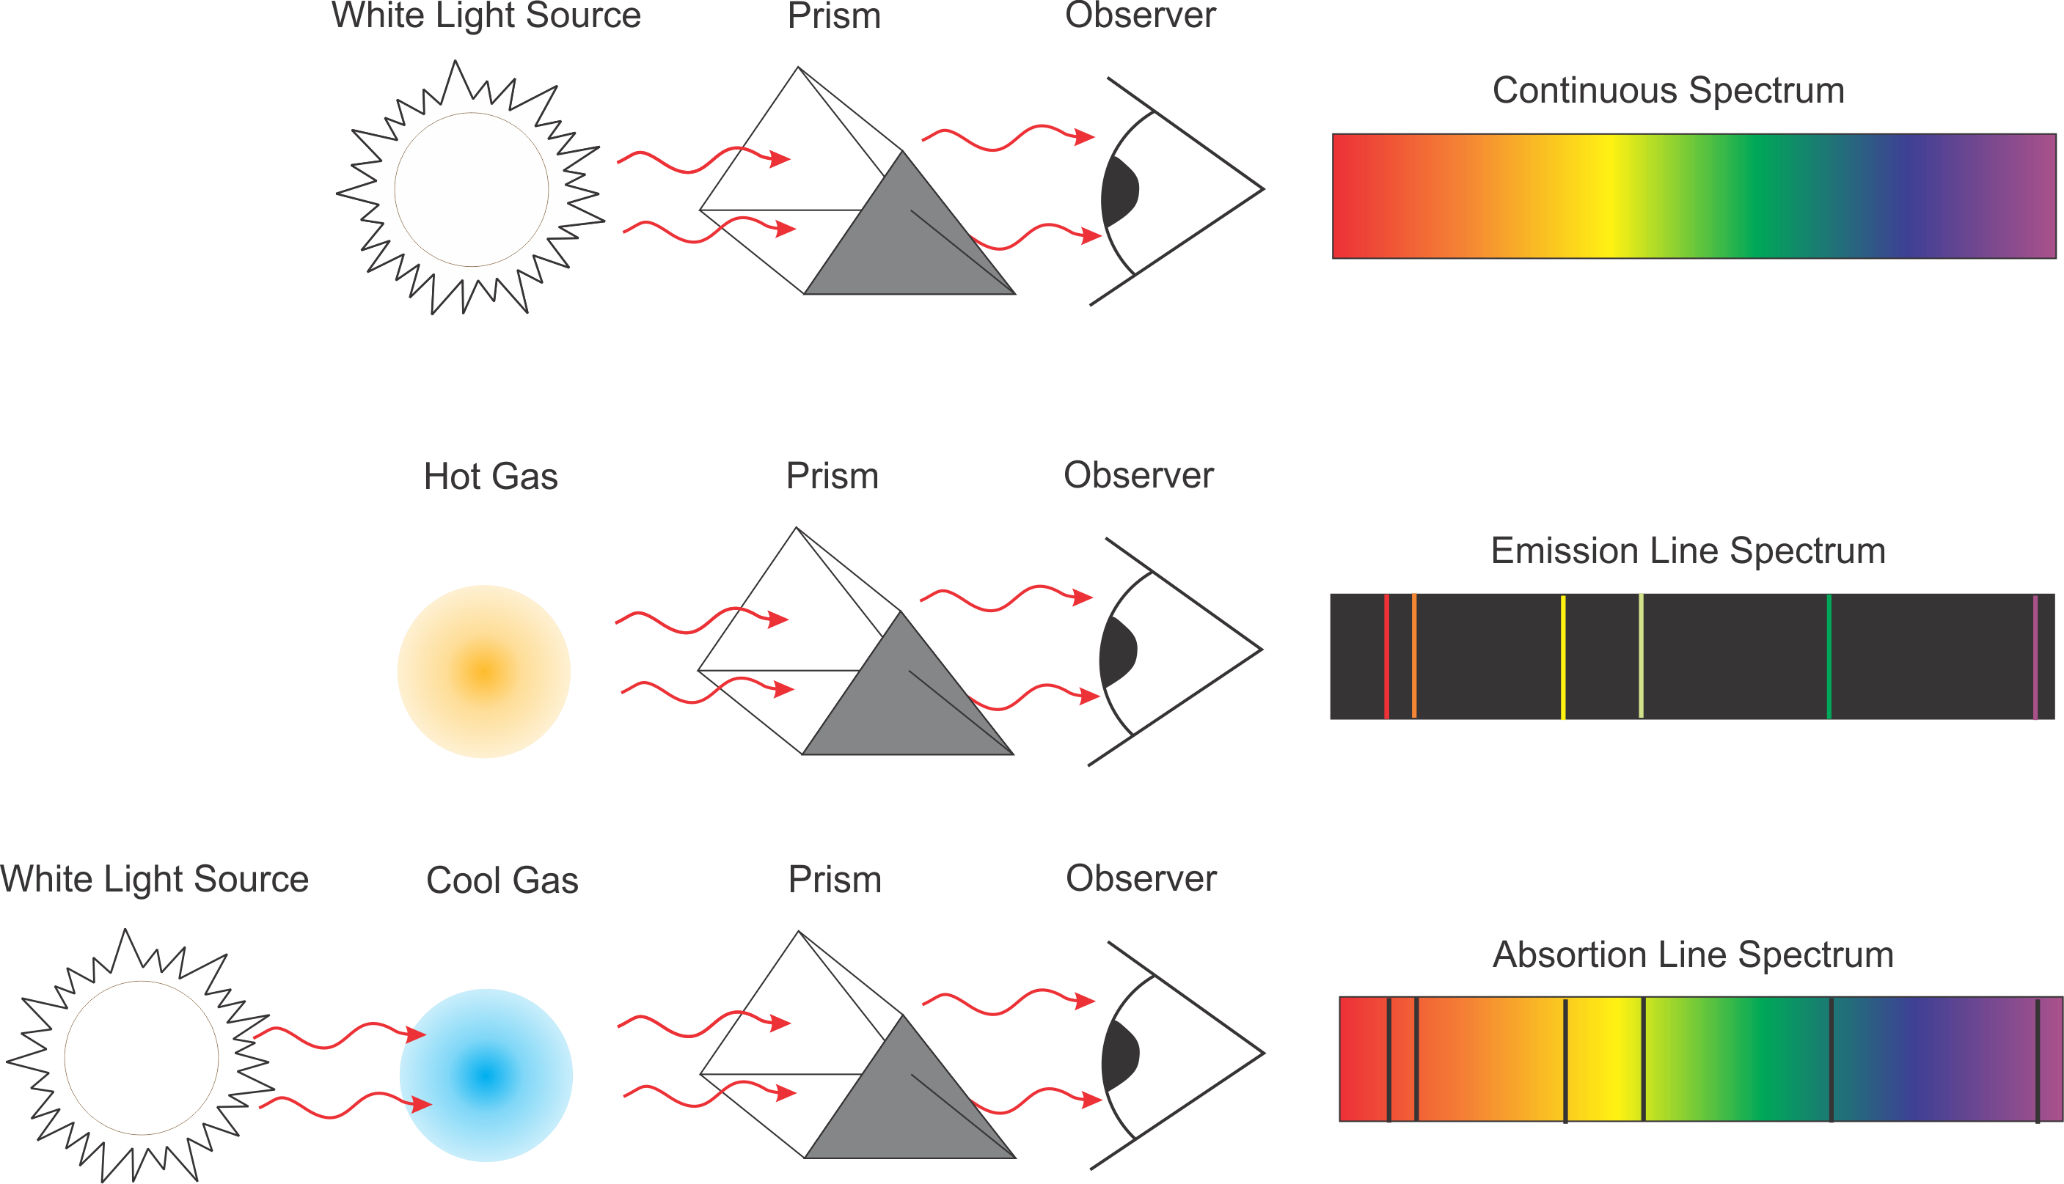 White Light Source
Prism
Observer
Continuous Spectrum
Hot Gas
Prism
Observer
Emission Line Spectrum
White Light Source
Cool Gas
Prism
Observer
Absortion Line Spectrum